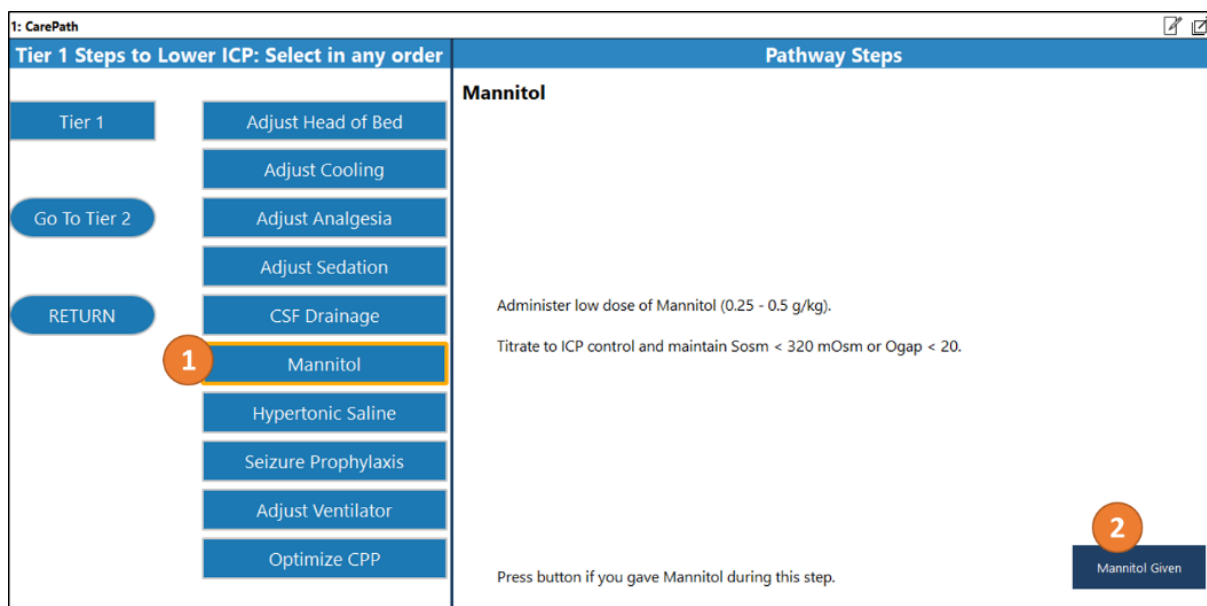 1: CarePath
Tier 1 Steps to Lower ICP: Select in any order
Pathway Steps
Tier 1
Go To Tier 2
RETURN
Adjust Head of Bed
Adjust Cooling
Adjust Analgesia
Adjust Sedation
CSF Drainage
1
Mannitol
Hypertonic Saline
Seizure Prophylaxis
Adjust Ventilator
Optimize CPP
Mannitol
Administer low dose of Mannitol (0.25 - 0.5 g/kg).
Titrate to ICP control and maintain Sosm < 320 mOsm or Ogap < 20.
2
Press button if you gave Mannitol during this step.
Mannitol Given